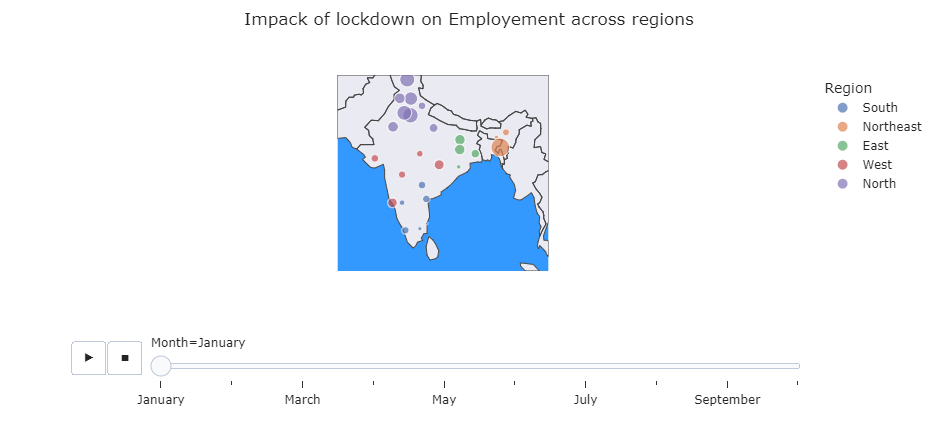 Impack of lockdown on Employement across regions
Region
South
Northeast
East
West
North
Month=January
January
March
May
July
September